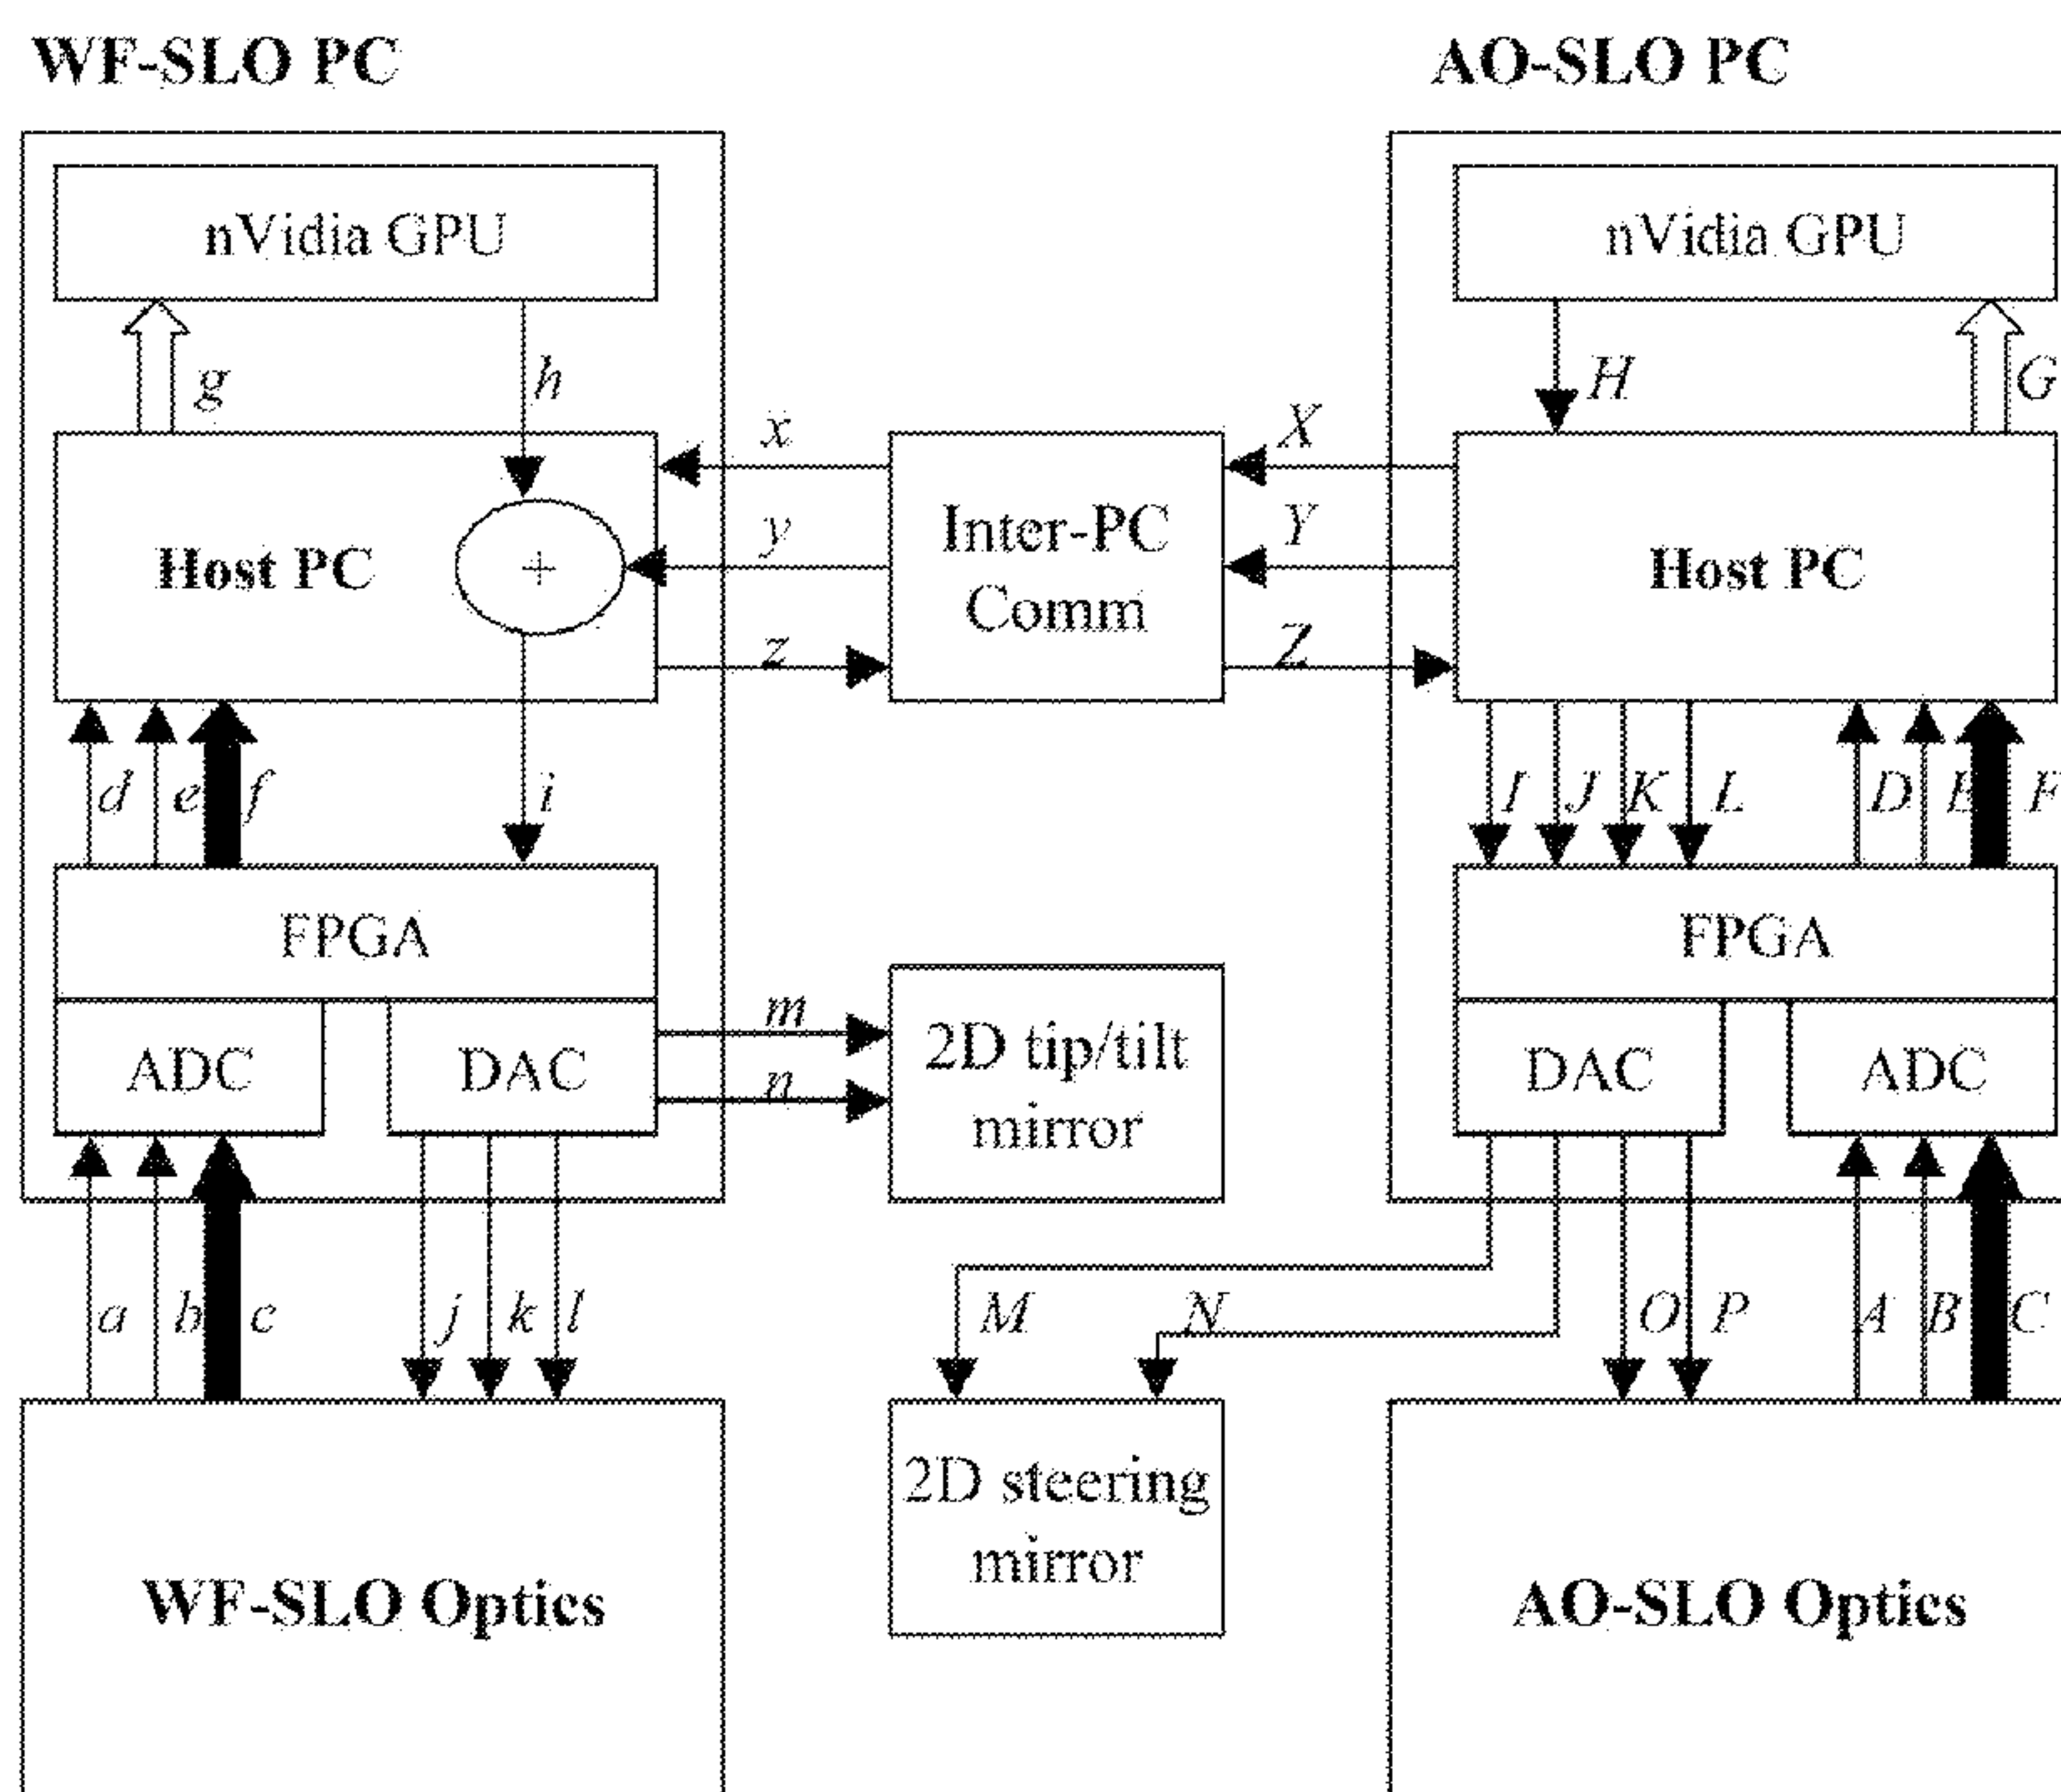 WF-SLO PC
AO-SLO PC
nVidia GPU
nVidia GPU
g
h
H
G
x
X
Host PC
+
y
Inter-PC
Comm
Y
Host PC
z
Z
d
e
f
i
I
J
K
L
D
E
F
FPGA
FPGA
ADC
DAC
m
n
2D tip/tilt
mirror
DAC
ADC
a
b
c
j
k
l
M
N
O
P
A
B
C
2D steering
mirror
WF-SLO Optics
AO-SLO Optics